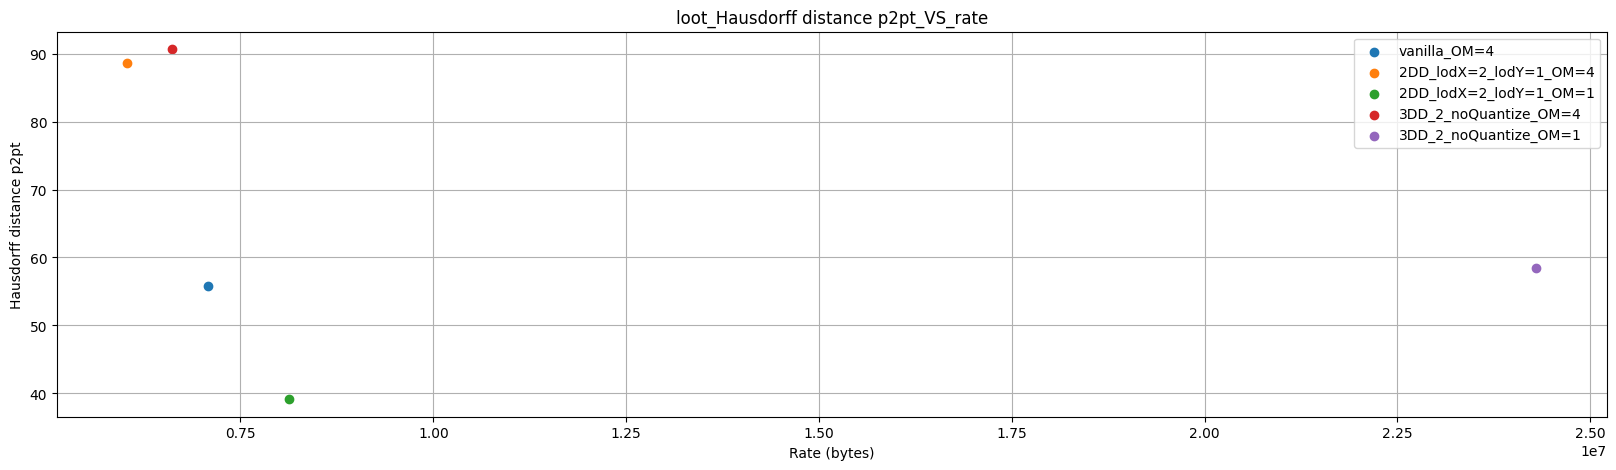 loot_Hausdorff distance p2pt_VS_rate
Hausdorff distance p2pt
90
80
70
60
50
40
vanilla_OM=4
2DD_lodX=2_lodY=1_OM=4
2DD_lodX=2_lodY=1_OM=1
3DD_2_noQuantize_OM=4
3DD_2_noQuantize_OM=1
0.75 1.00 1.25 1.50 1.75 2.00 2.25 2.50
1e7
Rate (bytes)